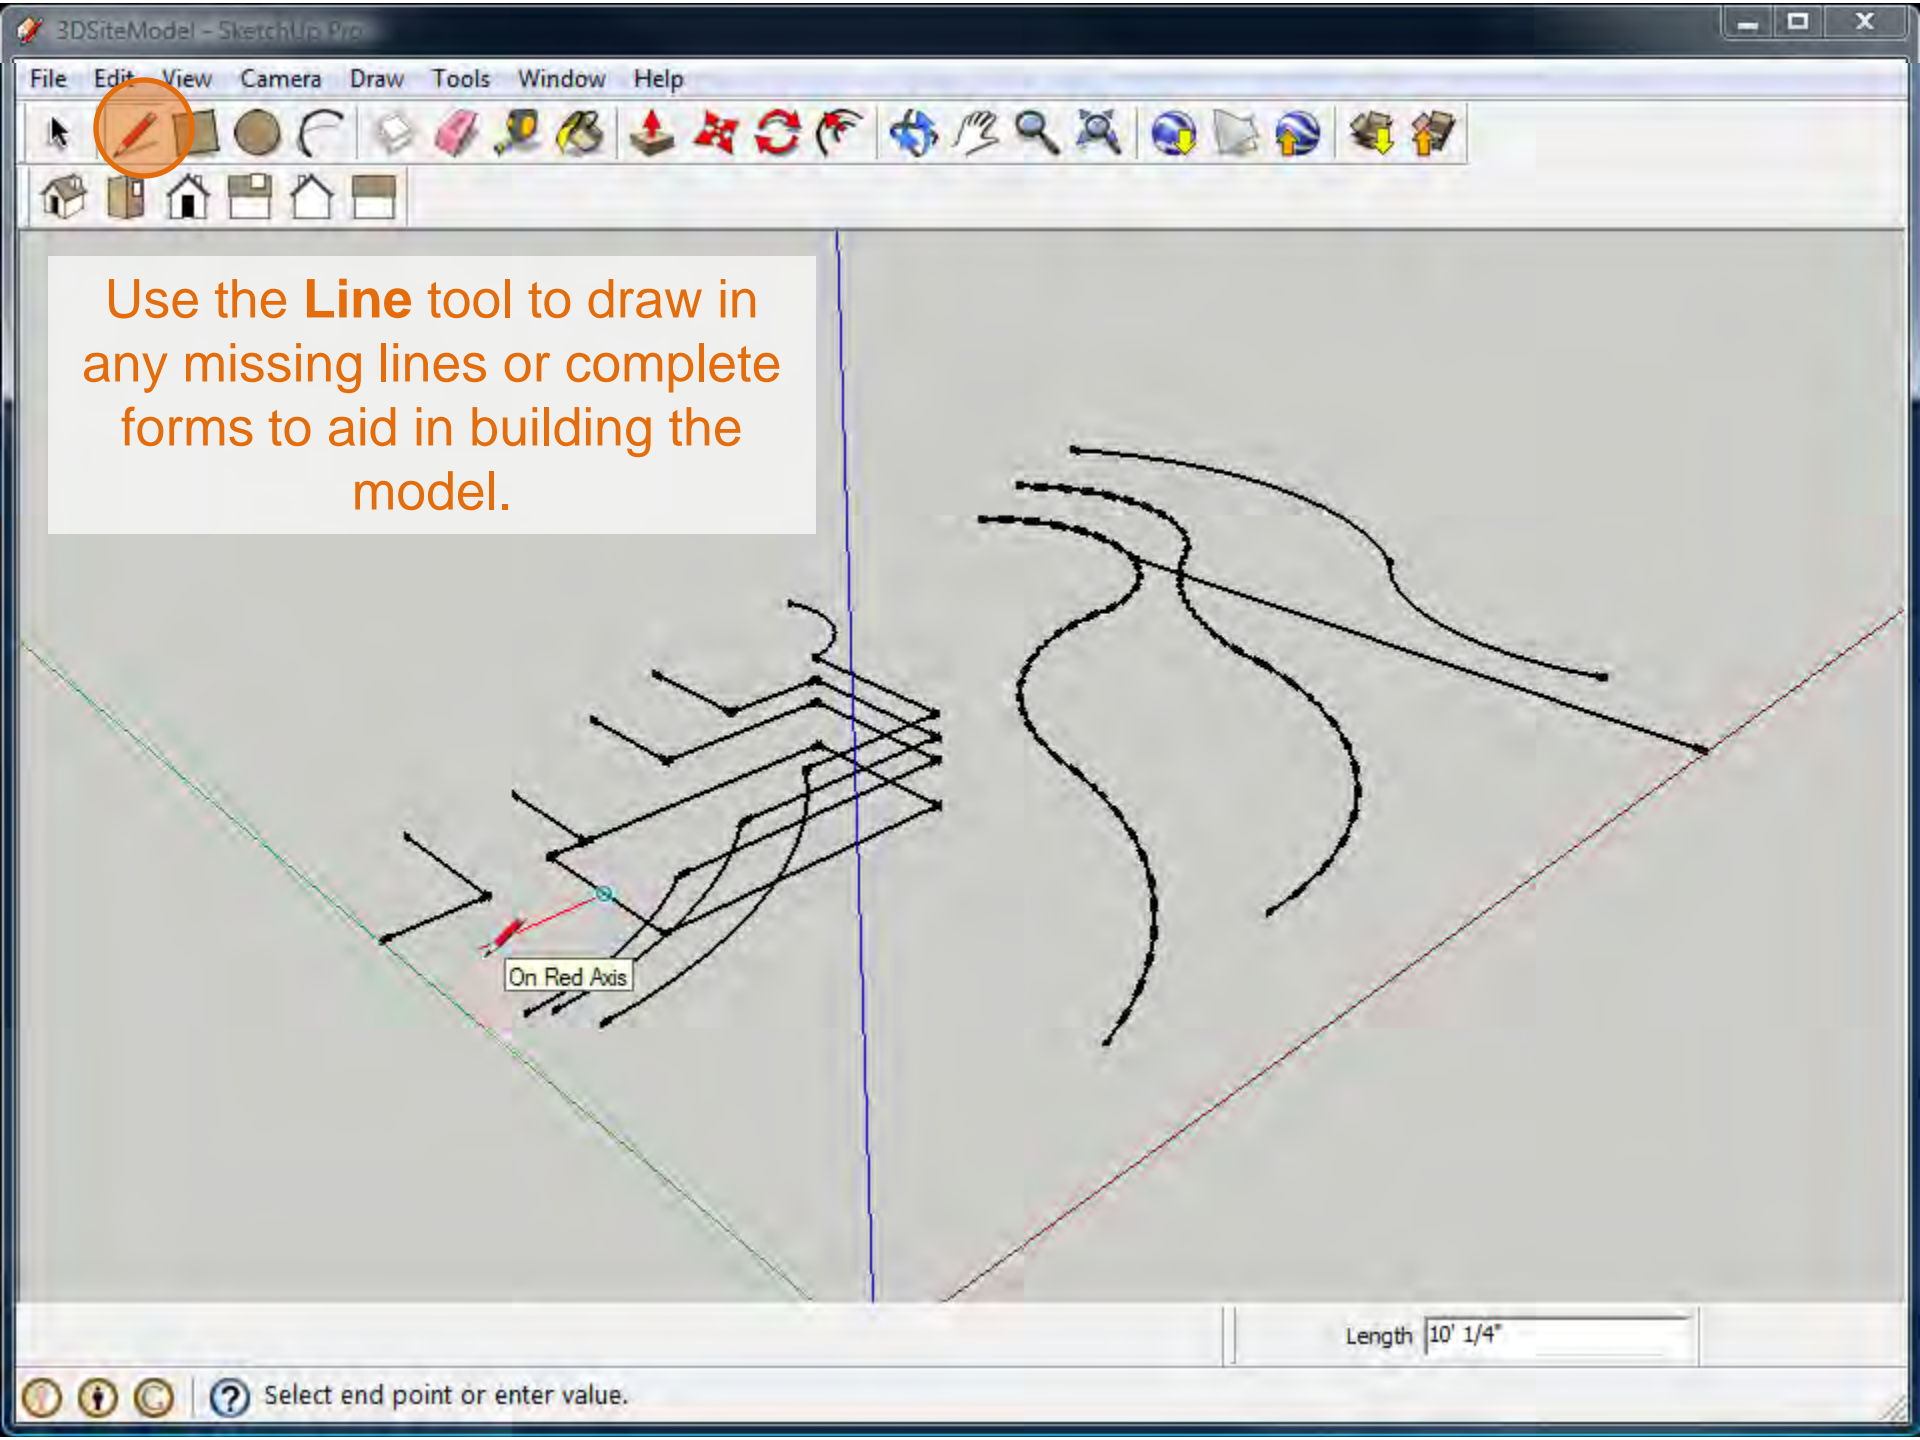 3DSiteModel - SketchUp Pro
File Edit View Camera Draw Tools Window Help
Use the Line tool to draw in
any missing lines or complete
forms to aid in building the
model.
On Red Axis
Length 10' 1/4"
Select end point or enter value.